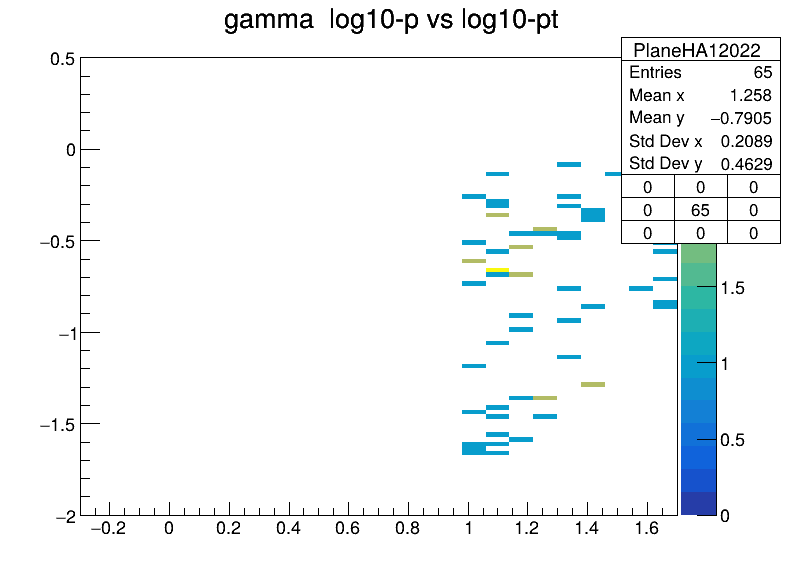 gamma  log10-p vs log10-pt
PlaneHA12022
Entries 65
Mean x 1.258
Mean y −0.7905
Std Dev x 0.2089
Std Dev y 0.4629
0 0 0
0 65 0
0 0 0
0.5
0
−0.5
−1
−1.5
−2
1.5
1
0.5
0
−0.2 0 0.2 0.4 0.6 0.8 1 1.2 1.4 1.6